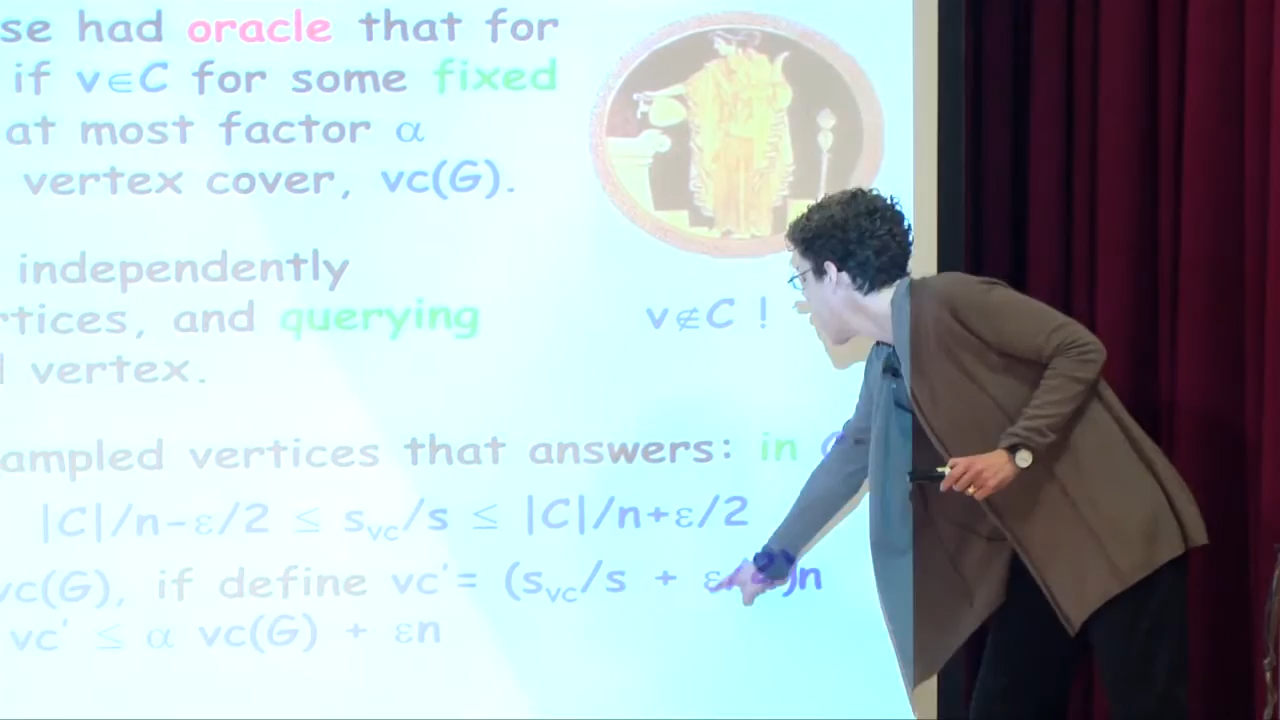 se had oracle that for
if v∈C for some fixed
at most factor α
vertex cover, vc(G).
independently
rtices, and querying
v∉C !
vertex.
ampled vertices that answers: in
|C|/n-ε/2 ≤ s_vc/s ≤ |C|/n+ε/2
vc(G), if define vc'= (s_vc/s + ε )n
vc' ≤ α vc(G) + εn